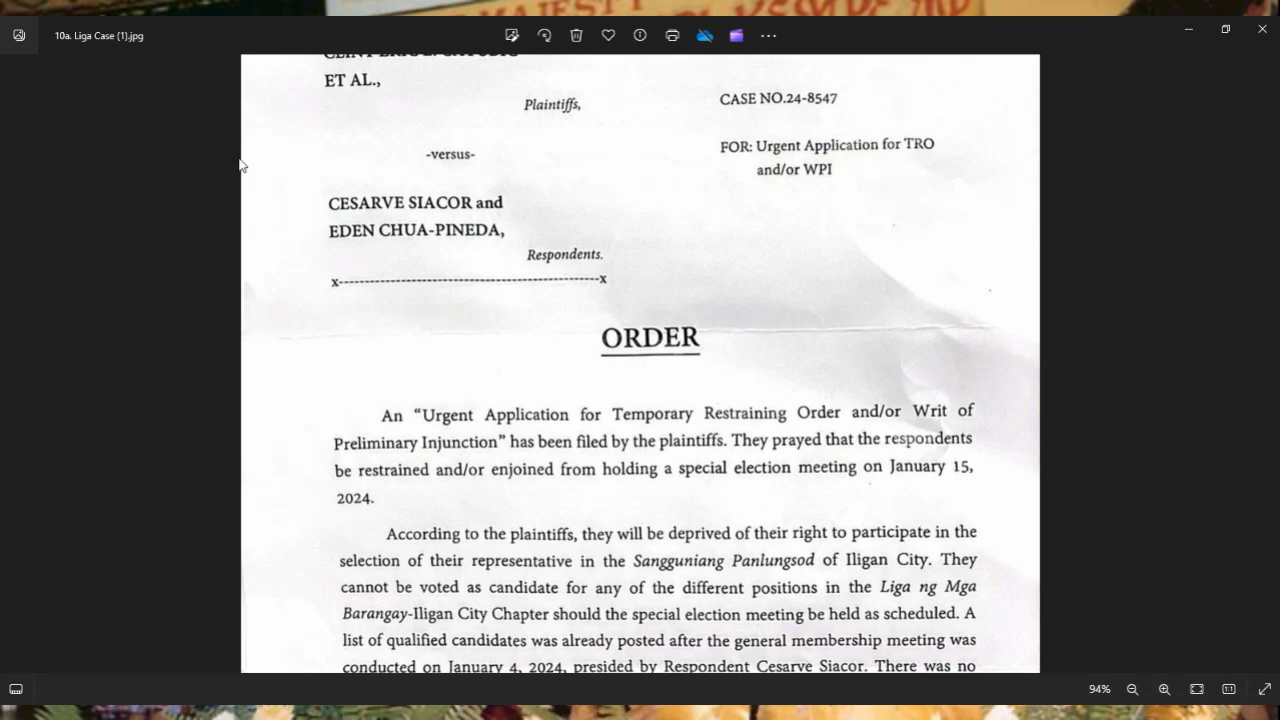 MAJESTY
10a. Liga Case (1).jpg
ET AL.,
Plaintiffs,
CASE NO.24-8547
-versus-
FOR: Urgent Application for TRO
and/or WPI
CESARVE SIACOR and
EDEN CHUA-PINEDA,
Respondents.
x--------------------------------------------------x
ORDER
An “Urgent Application for Temporary Restraining Order and/or Writ of
Preliminary Injunction” has been filed by the plaintiffs. They prayed that the respondents
be restrained and/or enjoined from holding a special election meeting on January 15,
2024.
According to the plaintiffs, they will be deprived of their right to participate in the
selection of their representative in the Sangguniang Panlungsod of Iligan City. They
cannot be voted as candidate for any of the different positions in the Liga ng Mga
Barangay-Iligan City Chapter should the special election meeting be held as scheduled. A
list of qualified candidates was already posted after the general membership meeting was
conducted on January 4, 2024, presided by Respondent Cesarve Siacor. There was no
94%